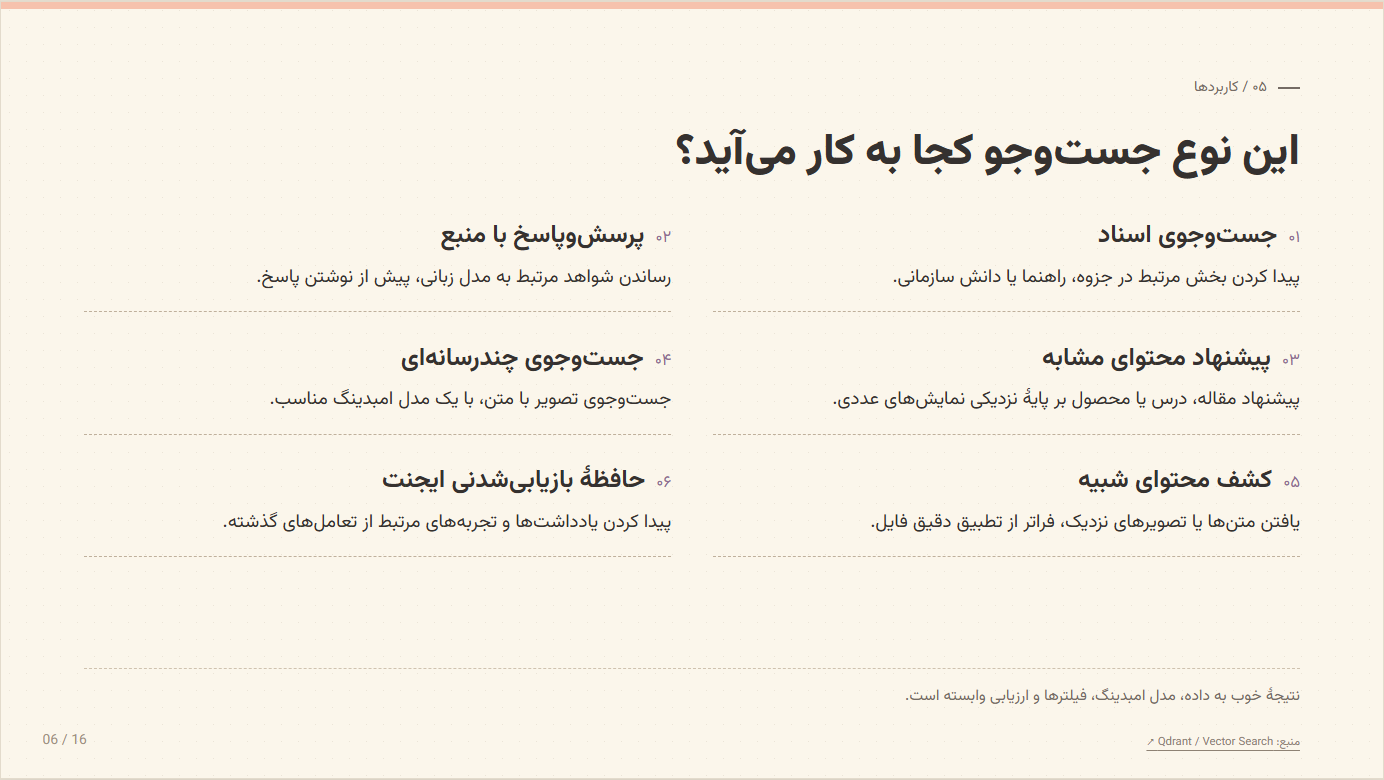 ۰۵ / کاربردها
این نوع جست‌وجو کجا به کار می‌آید؟
۰۱ جست‌وجوی اسناد
پیدا کردن بخش مرتبط در جزوه، راهنما یا دانش سازمانی.
۰۲ پرسش‌وپاسخ با منبع
رساندن شواهد مرتبط به مدل زبانی، پیش از نوشتن پاسخ.
۰۳ پیشنهاد محتوای مشابه
پیشنهاد مقاله، درس یا محصول بر پایهٔ نزدیکی نمایش‌های عددی.
۰۴ جست‌وجوی چندرسانه‌ای
جست‌وجوی تصویر با متن، با یک مدل امبدینگ مناسب.
۰۵ کشف محتوای شبیه
یافتن متن‌ها یا تصویرهای نزدیک، فراتر از تطبیق دقیق فایل.
۰۶ حافظهٔ بازیابی‌شدنی ایجنت
پیدا کردن یادداشت‌ها و تجربه‌های مرتبط از تعامل‌های گذشته.
نتیجهٔ خوب به داده، مدل امبدینگ، فیلترها و ارزیابی وابسته است.
منبع: Qdrant / Vector Search ↗
06 / 16